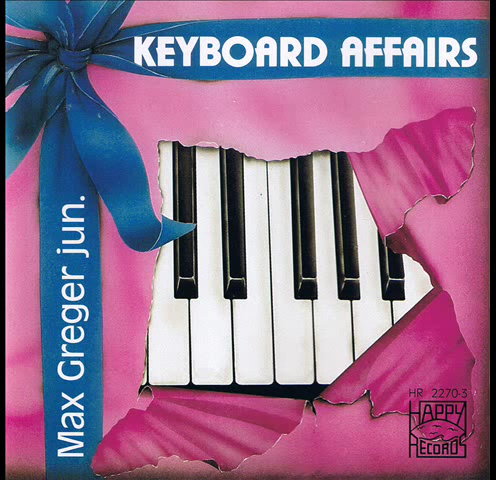 KEYBOARD AFFAIRS
Max Greger jun.
HR 2270-3
HAPPY
RECORDS